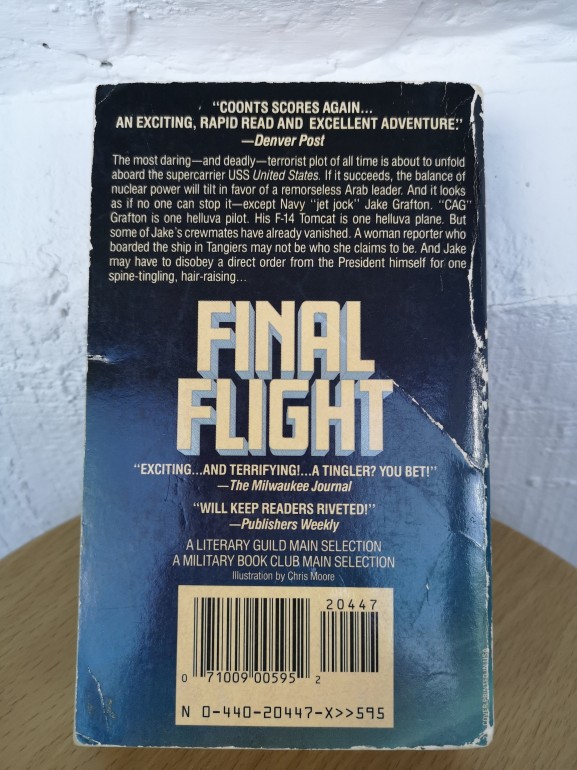 "COONTS SCORES AGAIN...
AN EXCITING, RAPID READ AND EXCELLENT ADVENTURE."
—Denver Post
The most daring—and deadly—terrorist plot of all time is about to unfold
aboard the supercarrier USS United States. If it succeeds, the balance of
nuclear power will tilt in favor of a remorseless Arab leader. And it looks
as if no one can stop it—except Navy "jet jock" Jake Grafton. "CAG"
Grafton is one helluva pilot. His F-14 Tomcat is one helluva plane. But
some of Jake's crewmates have already vanished. A woman reporter who
boarded the ship in Tangiers may not be who she claims to be. And Jake
may have to disobey a direct order from the President himself for one
spine-tingling, hair-raising...
FINAL
FLIGHT
"EXCITING...AND TERRIFYING!...A TINGLER? YOU BET!"
—The Milwaukee Journal
"WILL KEEP READERS RIVETED!"
—Publishers Weekly
A LITERARY GUILD MAIN SELECTION
A MILITARY BOOK CLUB MAIN SELECTION
Illustration by Chris Moore
20447
0 71009 00595 2
N 0-440-20447-X>>595
COVER PRINTED IN USA